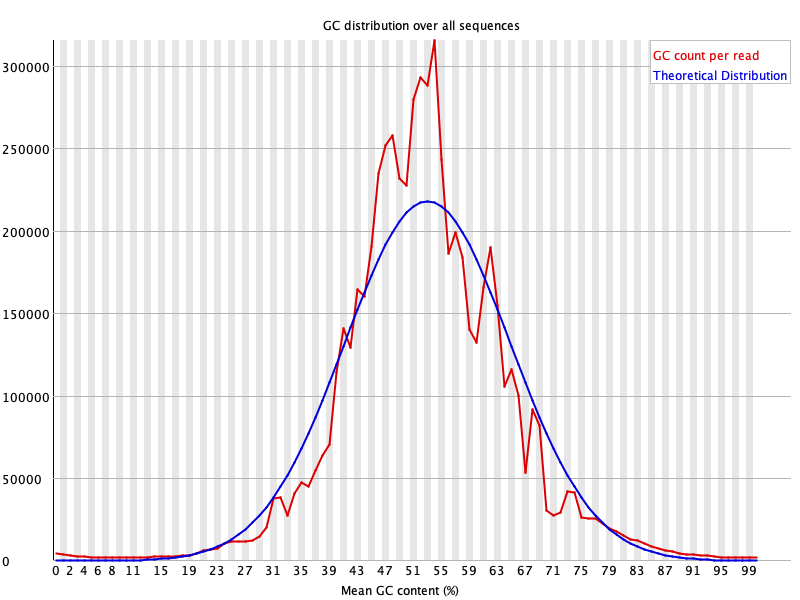 GC distribution over all sequences
GC count per read
Theoretical Distribution
300000
250000
200000
150000
100000
50000
0
0 2 4 6 8 11 15 19 23 27 31 35 39 43 47 51 55 59 63 67 71 75 79 83 87 91 95 99
Mean GC content (%)